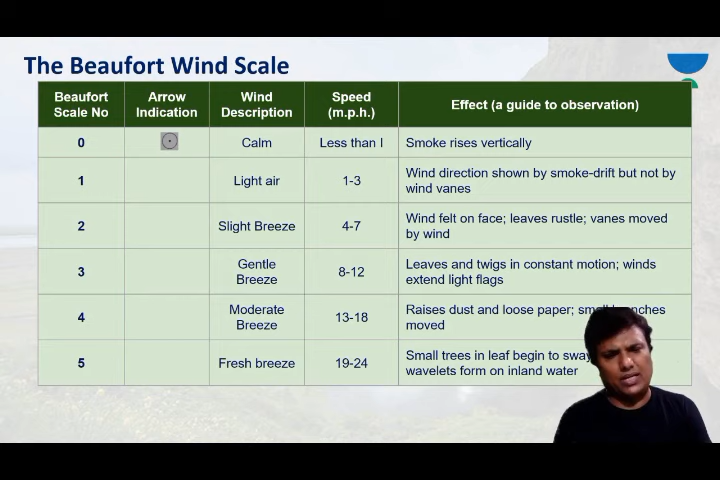 The Beaufort Wind Scale
Beaufort Scale No Arrow Indication Wind Description Speed (m.p.h.) Effect (a guide to observation)
0 Calm Less than l Smoke rises vertically
1 Light air 1-3 Wind direction shown by smoke-drift but not by
wind vanes
2 Slight Breeze 4-7 Wind felt on face; leaves rustle; vanes moved
by wind
3 Gentle Breeze 8-12 Leaves and twigs in constant motion; winds
extend light flags
4 Moderate Breeze 13-18 Raises dust and loose paper;
moved
5 Fresh breeze 19-24 Small trees in leaf begin to sway
wavelets form on inland water